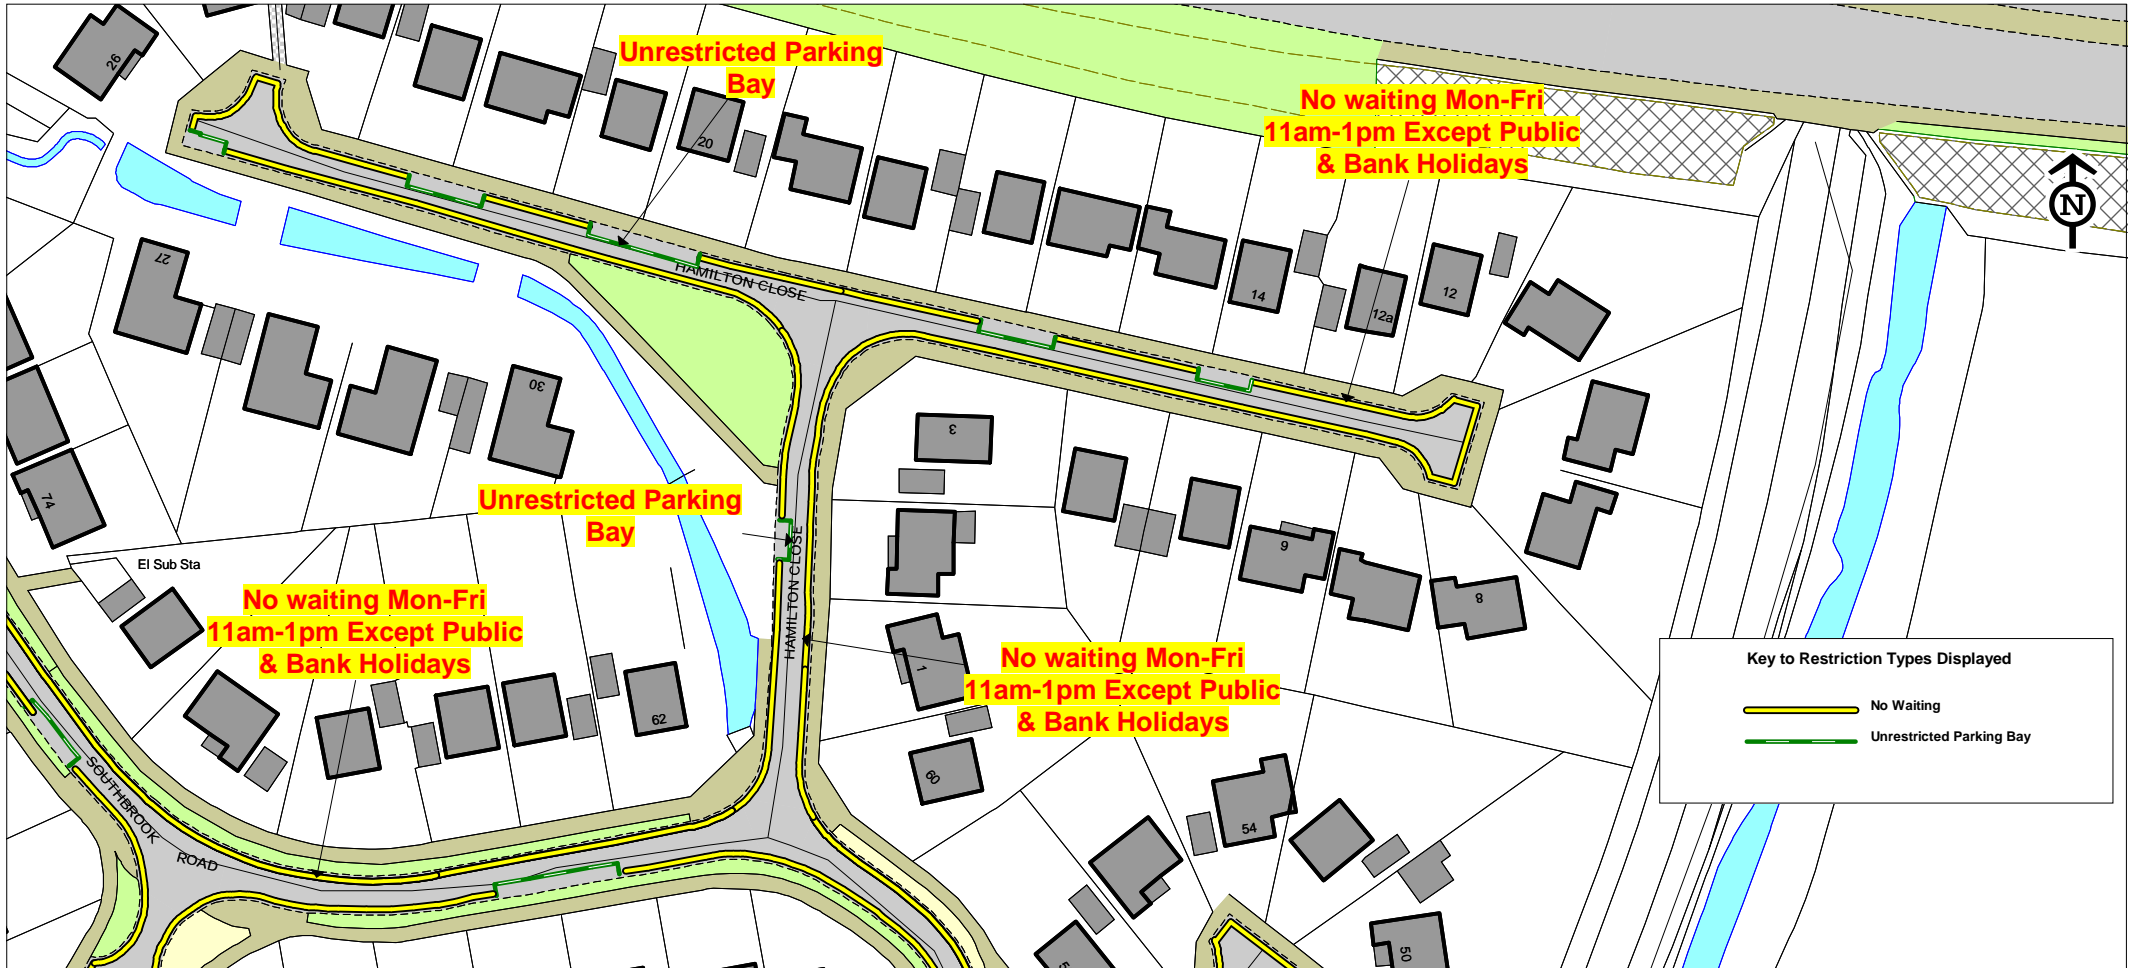 26
Unrestricted Parking
Bay
20
No waiting Mon-Fri
11am-1pm Except Public
& Bank Holidays
N
27
HAMILTON CLOSE
14
12a
12
30
3
74
Unrestricted Parking
Bay
HAMILTON CLOSE
9
8
El Sub Sta
No waiting Mon-Fri
11am-1pm Except Public
& Bank Holidays
62
1
No waiting Mon-Fri
11am-1pm Except Public
& Bank Holidays
60
54
50
SOUTHBROOK
ROAD
Key to Restriction Types Displayed
No Waiting
Unrestricted Parking Bay